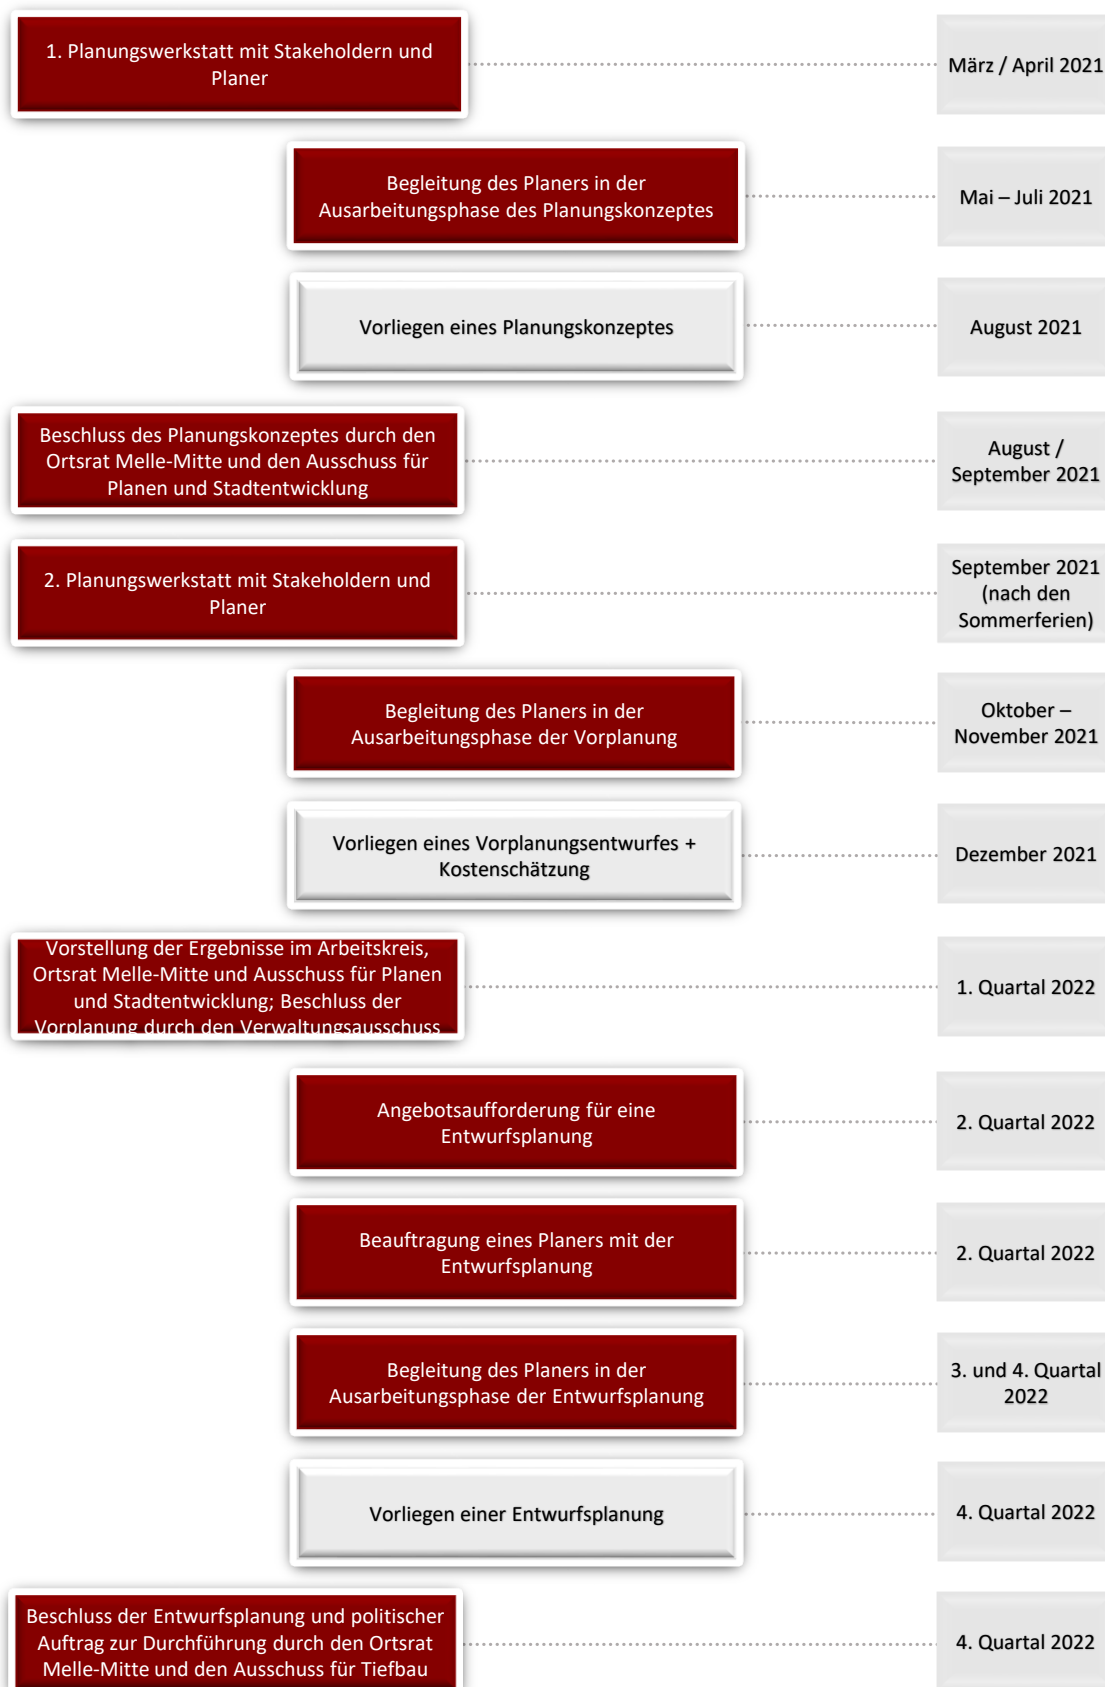 1. Planungswerkstatt mit Stakeholdern und
Planer
März / April 2021
Begleitung des Planers in der
Ausarbeitungsphase des Planungskonzeptes
Mai – Juli 2021
Vorliegen eines Planungskonzeptes
August 2021
Beschluss des Planungskonzeptes durch den
Ortsrat Melle-Mitte und den Ausschuss für
Planen und Stadtentwicklung
August /
September 2021
2. Planungswerkstatt mit Stakeholdern und
Planer
September 2021
(nach den
Sommerferien)
Begleitung des Planers in der
Ausarbeitungsphase der Vorplanung
Oktober –
November 2021
Vorliegen eines Vorplanungsentwurfes +
Kostenschätzung
Dezember 2021
Vorstellung der Ergebnisse im Arbeitskreis,
Ortsrat Melle-Mitte und Ausschuss für Planen
und Stadtentwicklung; Beschluss der
Vorplanung durch den Verwaltungsausschuss
1. Quartal 2022
Angebotsaufforderung für eine
Entwurfsplanung
2. Quartal 2022
Beauftragung eines Planers mit der
Entwurfsplanung
2. Quartal 2022
Begleitung des Planers in der
Ausarbeitungsphase der Entwurfsplanung
3. und 4. Quartal
2022
Vorliegen einer Entwurfsplanung
4. Quartal 2022
Beschluss der Entwurfsplanung und politischer
Auftrag zur Durchführung durch den Ortsrat
Melle-Mitte und den Ausschuss für Tiefbau
4. Quartal 2022